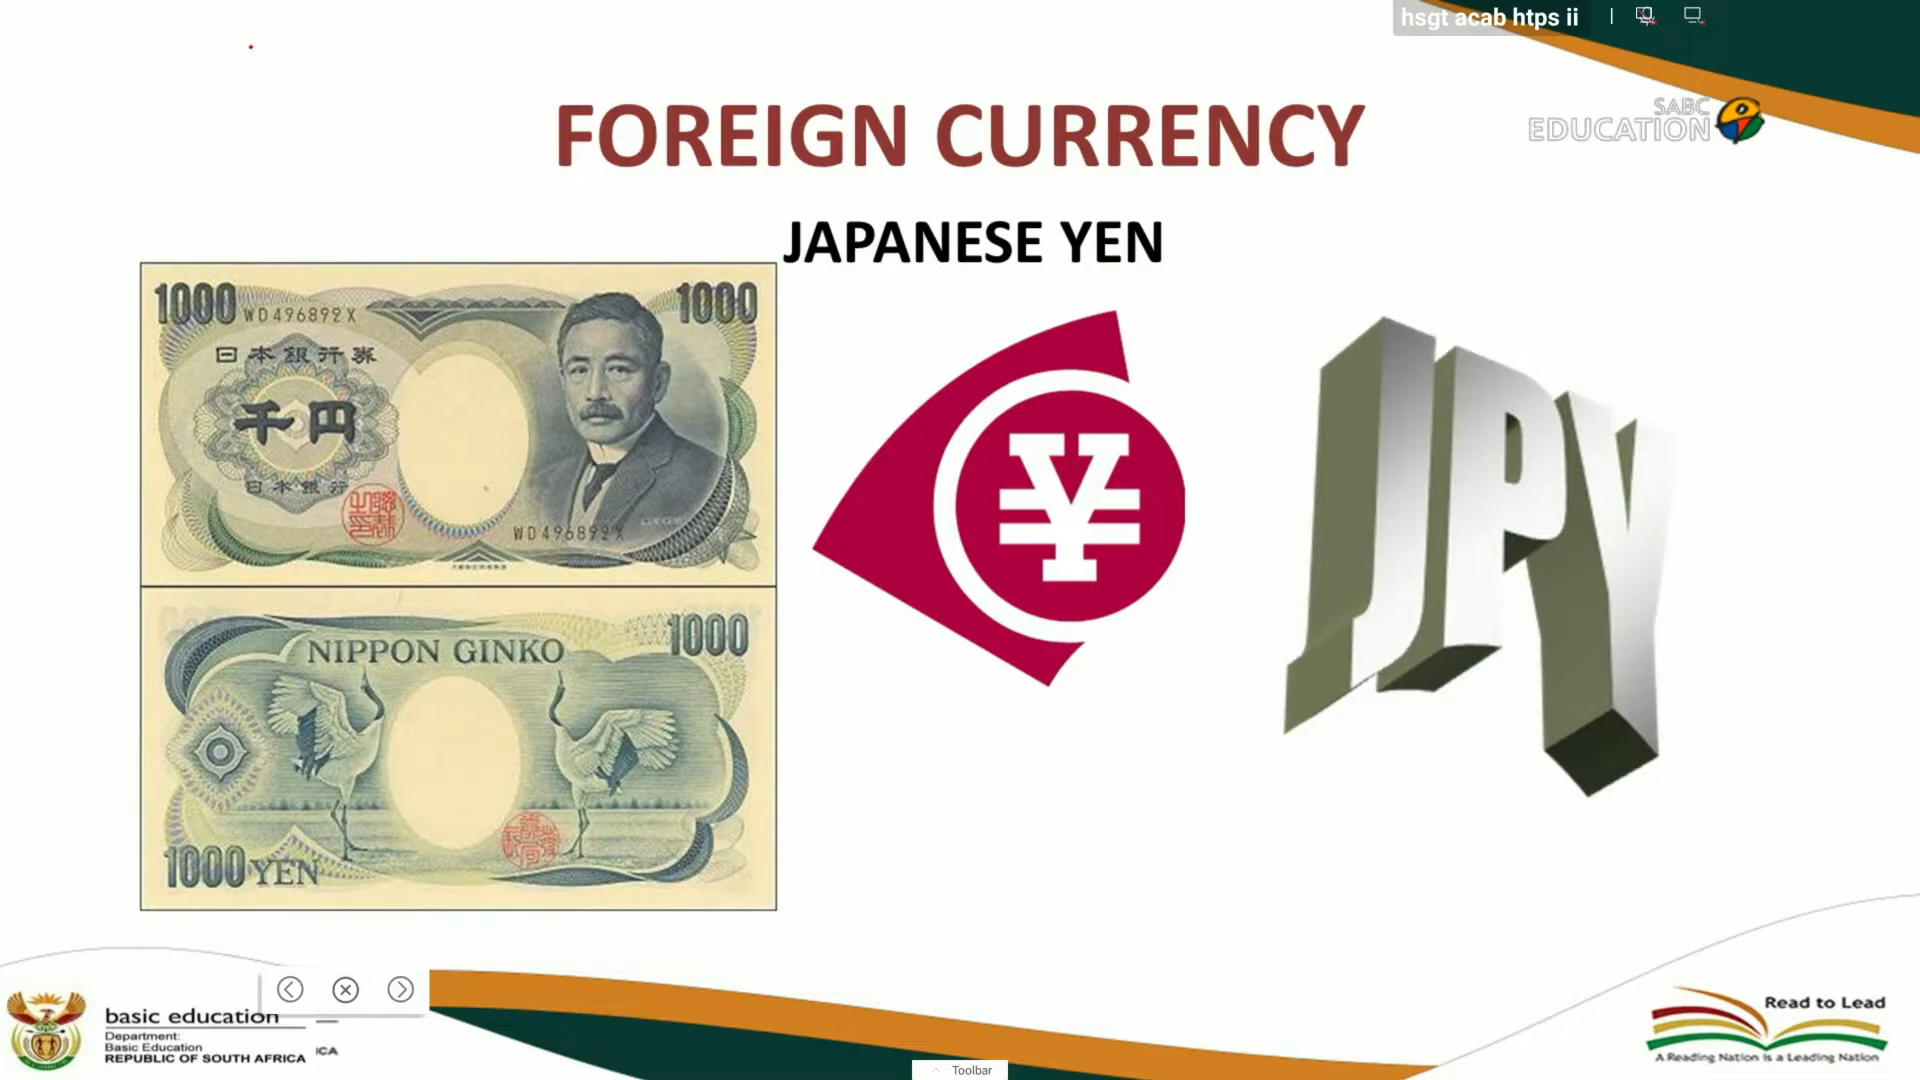 hsgt acab htps ii
SABC
EDUCATION
FOREIGN CURRENCY
JAPANESE YEN
1000
WD496892X
1000
日本銀行券
千円
日本銀行
WD496892X
¥
JPY
NIPPON GINKO
1000
1000 YEN
basic education
Department:
Basic Education
REPUBLIC OF SOUTH AFRICA
ICA
Read to Lead
A Reading Nation is a Leading Nation
Toolbar